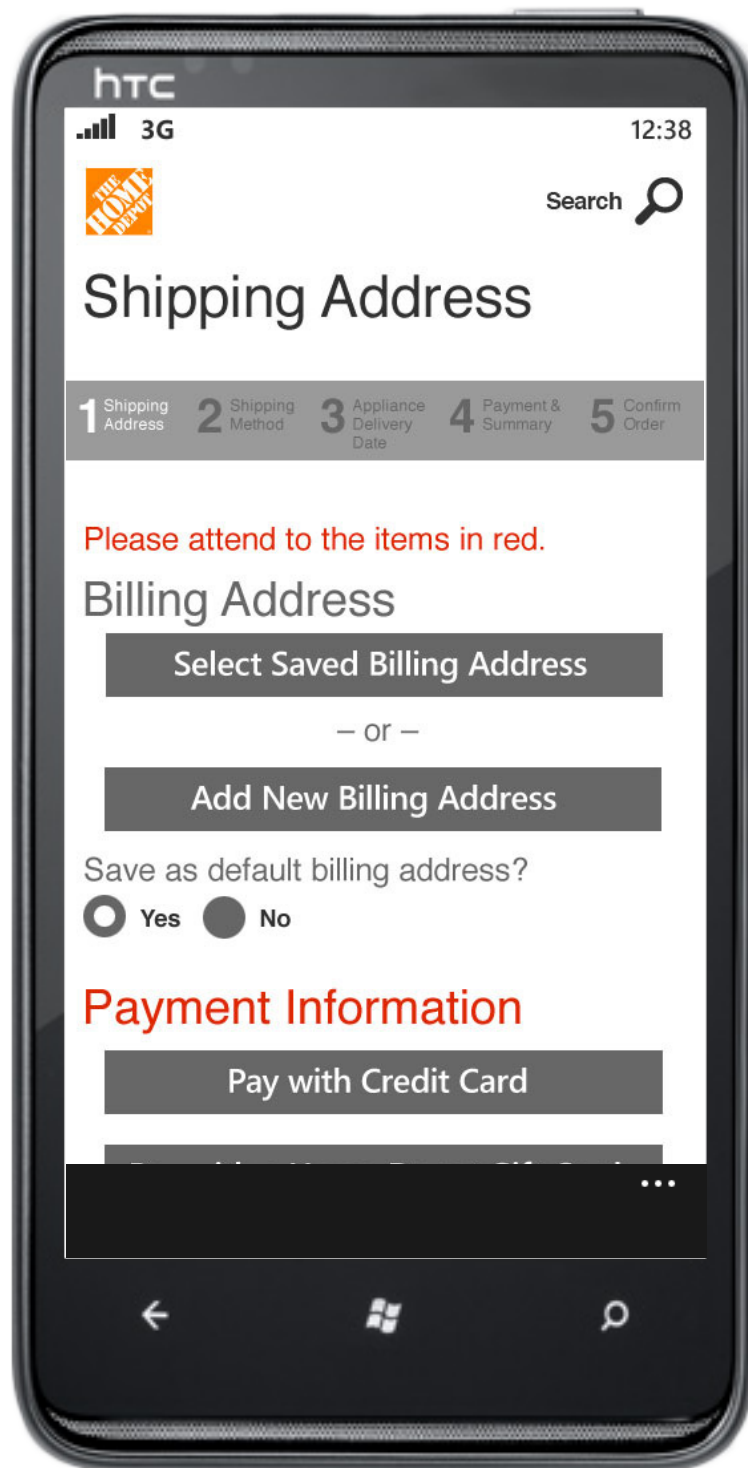 hTC
3G 12:38
THE HOME DEPOT
Search
Shipping Address
1 Shipping Address 2 Shipping Method 3 Appliance Delivery Date 4 Payment & Summary 5 Confirm Order
Please attend to the items in red.
Billing Address
Select Saved Billing Address
– or –
Add New Billing Address
Save as default billing address?
Yes No
Payment Information
Pay with Credit Card